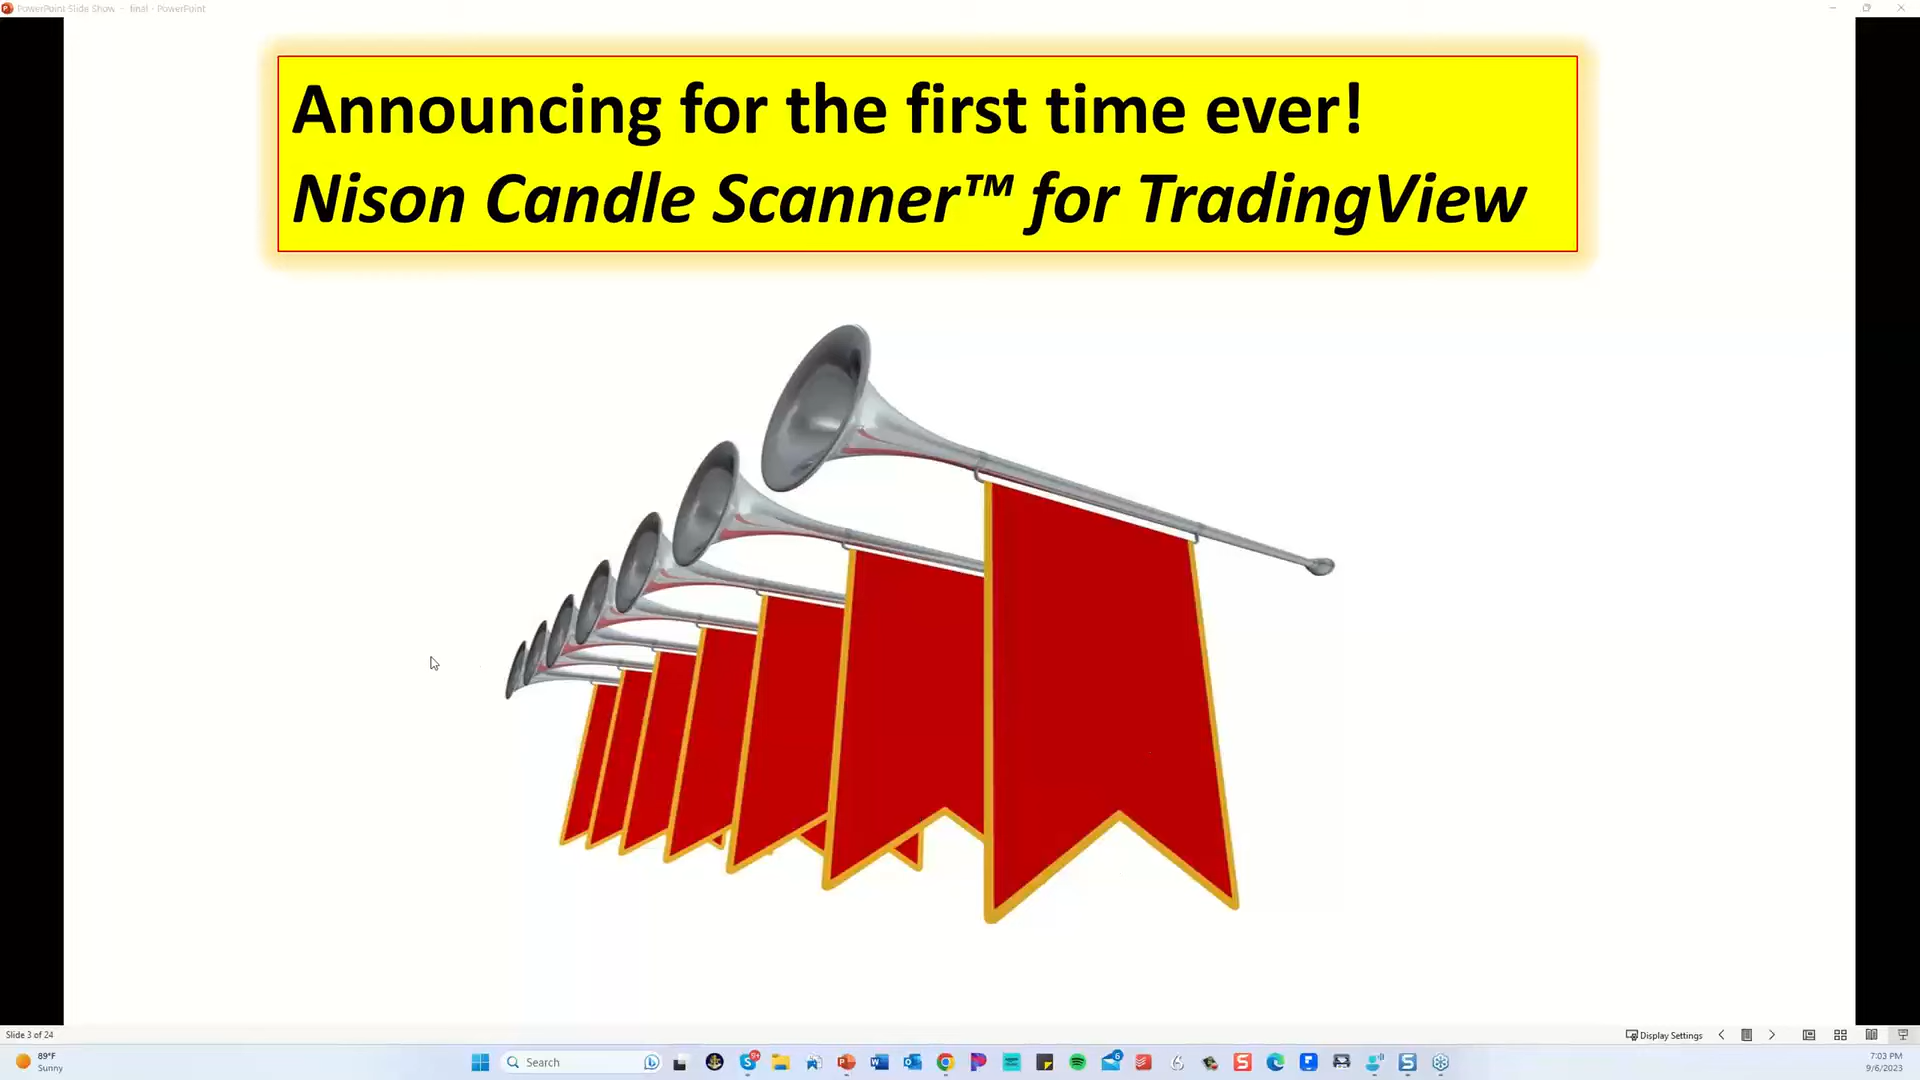 PowerPoint Slide Show - final - PowerPoint
Announcing for the first time ever!
Nison Candle Scanner™ for TradingView
Slide 3 of 24
Display Settings
89°F
Sunny
Search
7:03 PM
9/6/2023